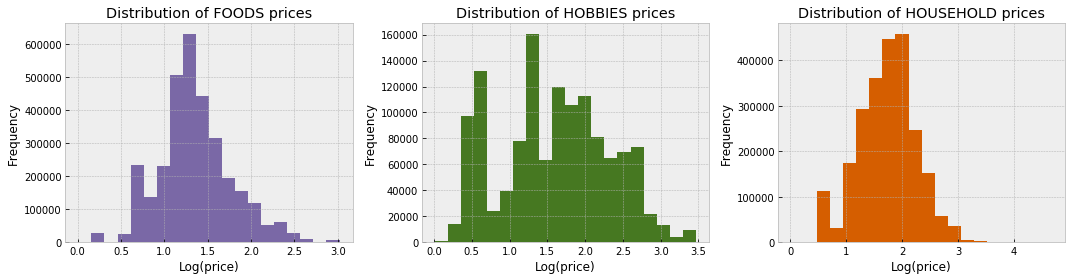 Distribution of FOODS prices
Frequency
600000
500000
400000
300000
200000
100000
0
0.0 0.5 1.0 1.5 2.0 2.5 3.0
Log(price)
Distribution of HOBBIES prices
Frequency
160000
140000
120000
100000
80000
60000
40000
20000
0
0.0 0.5 1.0 1.5 2.0 2.5 3.0 3.5
Log(price)
Distribution of HOUSEHOLD prices
Frequency
400000
300000
200000
100000
0
0 1 2 3 4
Log(price)